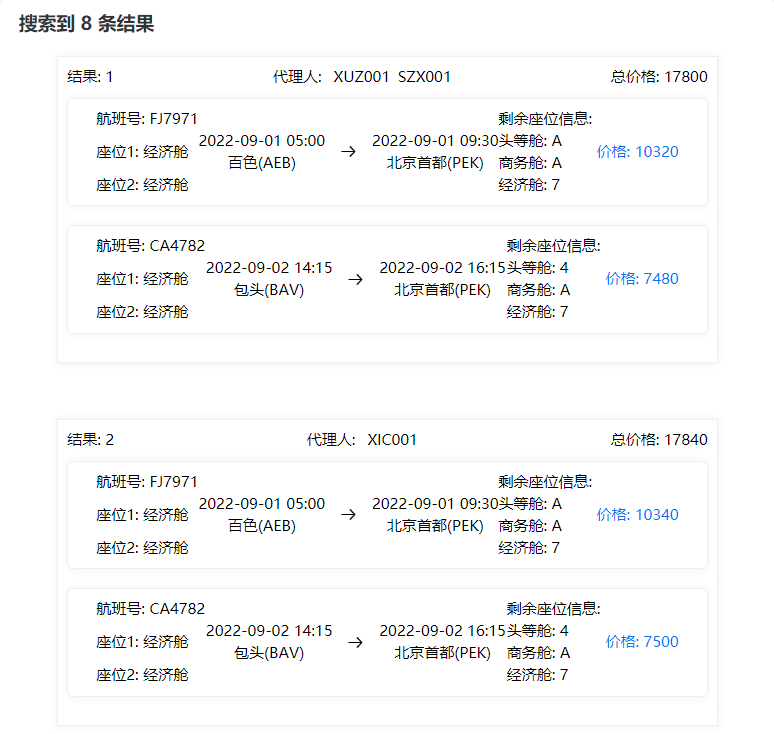 搜索到 8 条结果
结果: 1 代理人: XUZ001 SZX001 总价格: 17800
航班号: FJ7971 剩余座位信息:
2022-09-01 05:00 → 2022-09-01 09:30 头等舱: A
座位1: 经济舱 价格: 10320
百色(AEB) 北京首都(PEK) 商务舱: A
座位2: 经济舱 经济舱: 7
航班号: CA4782 剩余座位信息:
2022-09-02 14:15 → 2022-09-02 16:15 头等舱: 4
座位1: 经济舱 价格: 7480
包头(BAV) 北京首都(PEK) 商务舱: A
座位2: 经济舱 经济舱: 7
结果: 2 代理人: XIC001 总价格: 17840
航班号: FJ7971 剩余座位信息:
2022-09-01 05:00 → 2022-09-01 09:30 头等舱: A
座位1: 经济舱 价格: 10340
百色(AEB) 北京首都(PEK) 商务舱: A
座位2: 经济舱 经济舱: 7
航班号: CA4782 剩余座位信息:
2022-09-02 14:15 → 2022-09-02 16:15 头等舱: 4
座位1: 经济舱 价格: 7500
包头(BAV) 北京首都(PEK) 商务舱: A
座位2: 经济舱 经济舱: 7